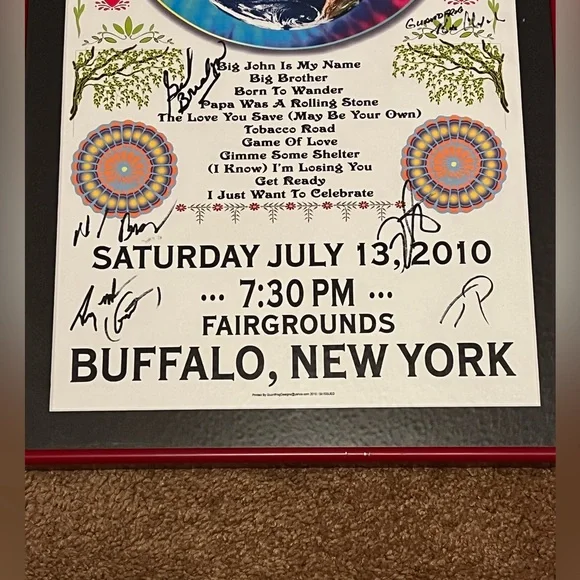 Big John Is My Name
Big Brother
Born To Wander
Papa Was A Rolling Stone
The Love You Save (May Be Your Own)
Tobacco Road
Game Of Love
Gimme Some Shelter
(I Know) I'm Losing You
Get Ready
I Just Want To Celebrate
SATURDAY JULY 13, 2010
... 7:30 PM ...
FAIRGROUNDS
BUFFALO, NEW YORK